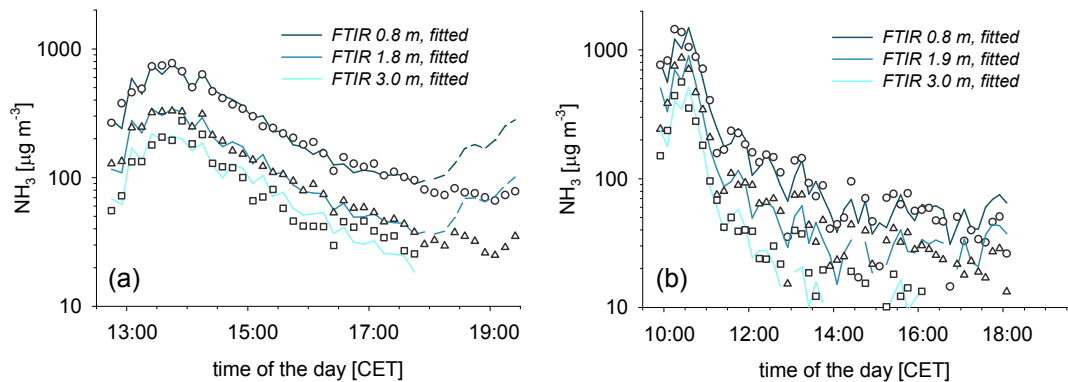 (a)
NH₃ [µg m⁻³]
1000
100
10
FTIR 0.8 m, fitted
FTIR 1.8 m, fitted
FTIR 3.0 m, fitted
13:00 15:00 17:00 19:00
time of the day [CET]
(b)
NH₃ [µg m⁻³]
1000
100
10
FTIR 0.8 m, fitted
FTIR 1.9 m, fitted
FTIR 3.0 m, fitted
10:00 12:00 14:00 16:00 18:00
time of the day [CET]